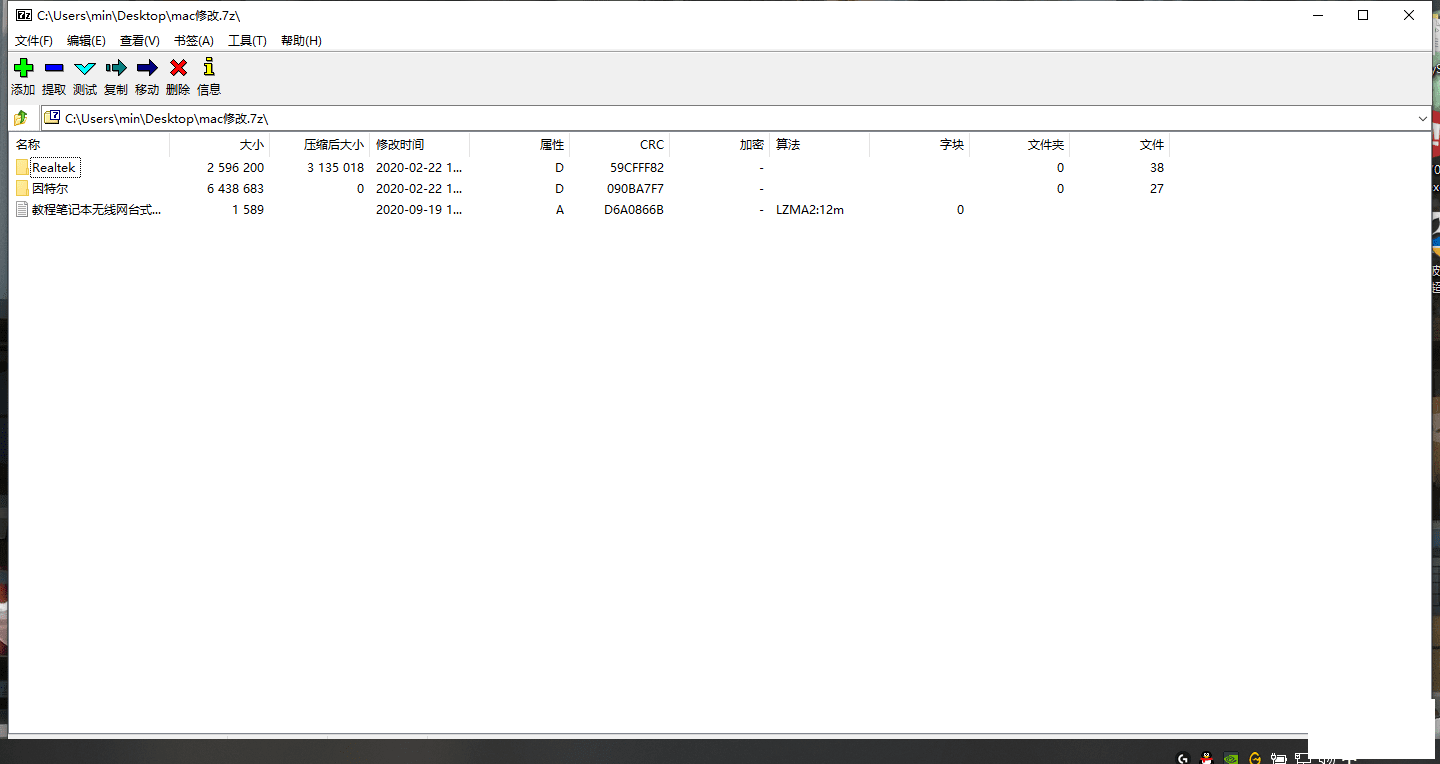 C:\Users\min\Desktop\mac修改.7z\
文件(F) 编辑(E) 查看(V) 书签(A) 工具(T) 帮助(H)
添加 提取 测试 复制 移动 删除 信息
C:\Users\min\Desktop\mac修改.7z\
名称 大小 压缩后大小 修改时间 属性 CRC 加密 算法 字块 文件夹 文件
Realtek 2 596 200 3 135 018 2020-02-22 1... D 59CFFF82 - 0 38
因特尔 6 438 683 0 2020-02-22 1... D 090BA7F7 - 0 27
教程笔记本无线网台式... 1 589 2020-09-19 1... A D6A0866B - LZMA2:12m 0